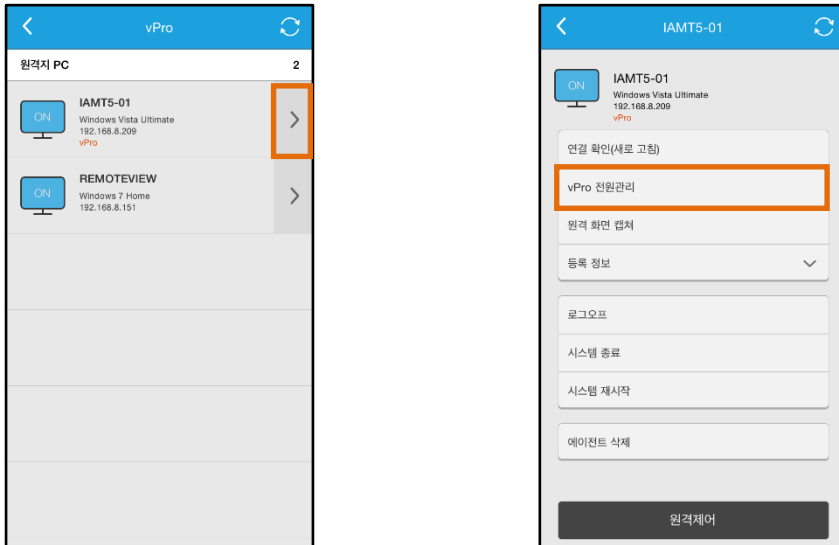 vPro
원격지 PC 2
ON
IAMT5-01
Windows Vista Ultimate
192.168.8.209
vPro
ON
REMOTEVIEW
Windows 7 Home
192.168.8.151
IAMT5-01
ON
IAMT5-01
Windows Vista Ultimate
192.168.8.209
vPro
연결 확인(새로 고침)
vPro 전원관리
원격 화면 캡쳐
등록 정보
로그오프
시스템 종료
시스템 재시작
에이전트 삭제
원격제어